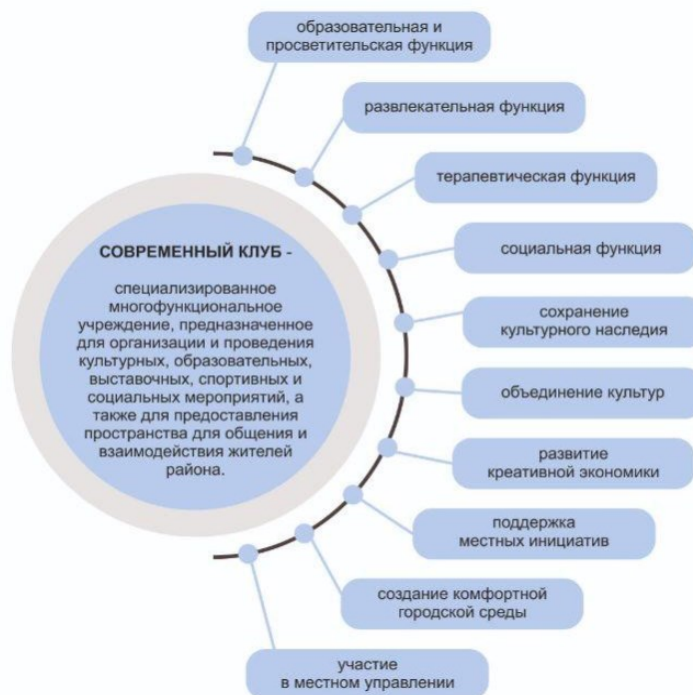 образовательная и
просветительская функция
развлекательная функция
терапевтическая функция
социальная функция
сохранение
культурного наследия
объединение культур
развитие
креативной экономики
поддержка
местных инициатив
создание комфортной
городской среды
участие
в местном управлении
СОВРЕМЕННЫЙ КЛУБ -
специализированное
многофункциональное
учреждение, предназначенное
для организации и проведения
культурных, образовательных,
выставочных, спортивных и
социальных мероприятий, а
также для предоставления
пространства для общения и
взаимодействия жителей
района.